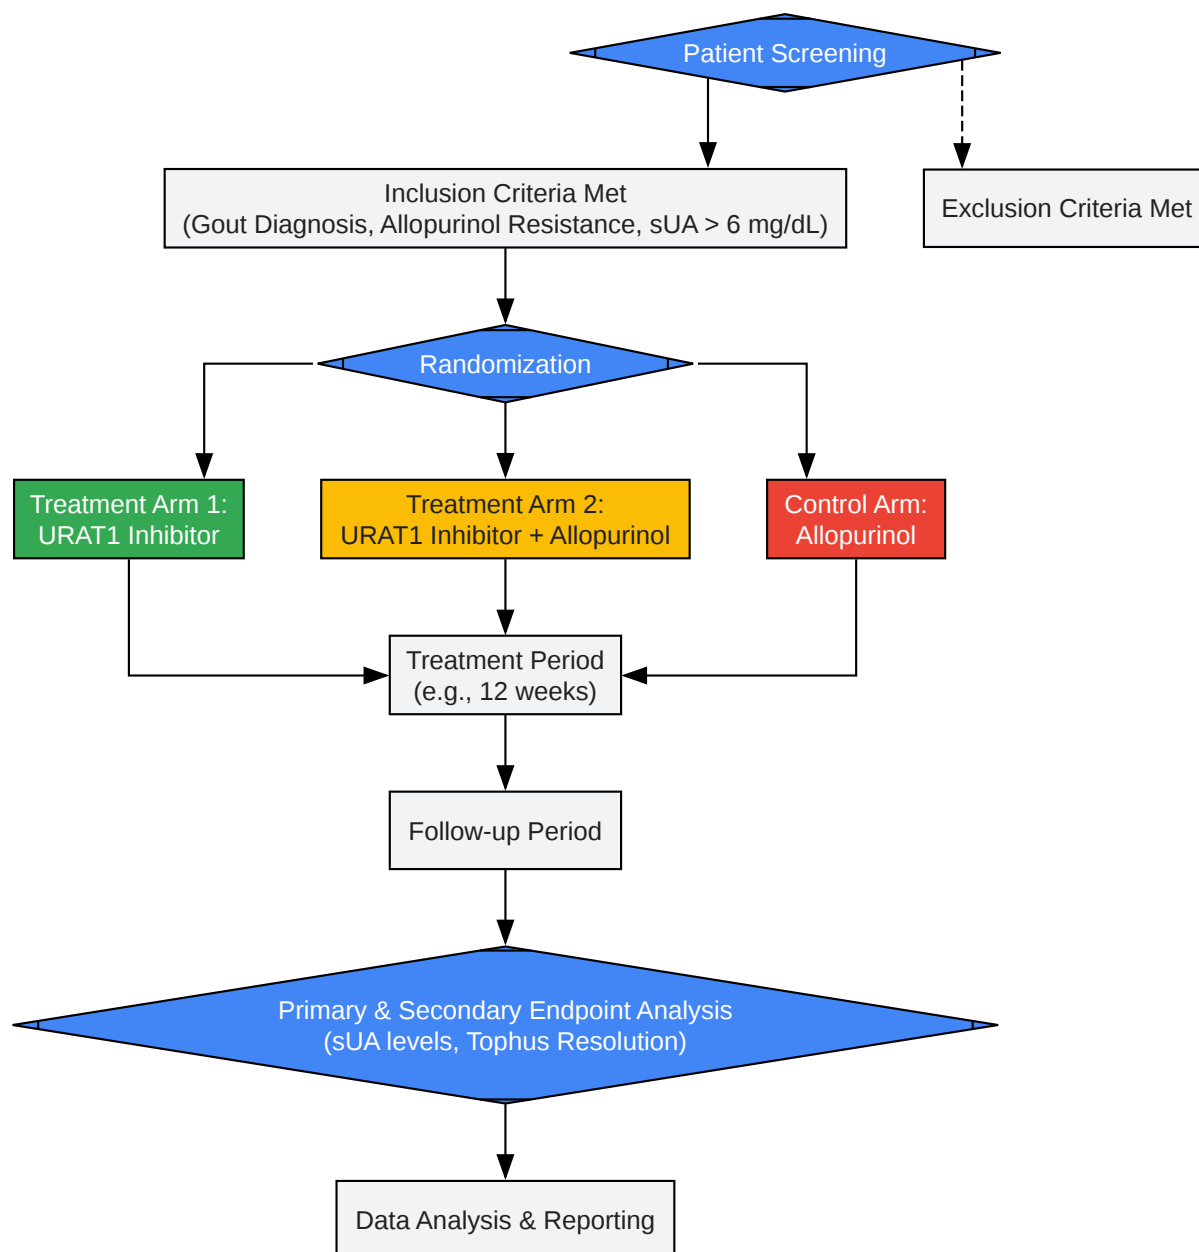 Patient Screening
Inclusion Criteria Met
(Gout Diagnosis, Allopurinol Resistance, sUA > 6 mg/dL)
Exclusion Criteria Met
Randomization
Treatment Arm 1:
URAT1 Inhibitor
Treatment Arm 2:
URAT1 Inhibitor + Allopurinol
Control Arm:
Allopurinol
Treatment Period
(e.g., 12 weeks)
Follow-up Period
Primary & Secondary Endpoint Analysis
(sUA levels, Tophus Resolution)
Data Analysis & Reporting